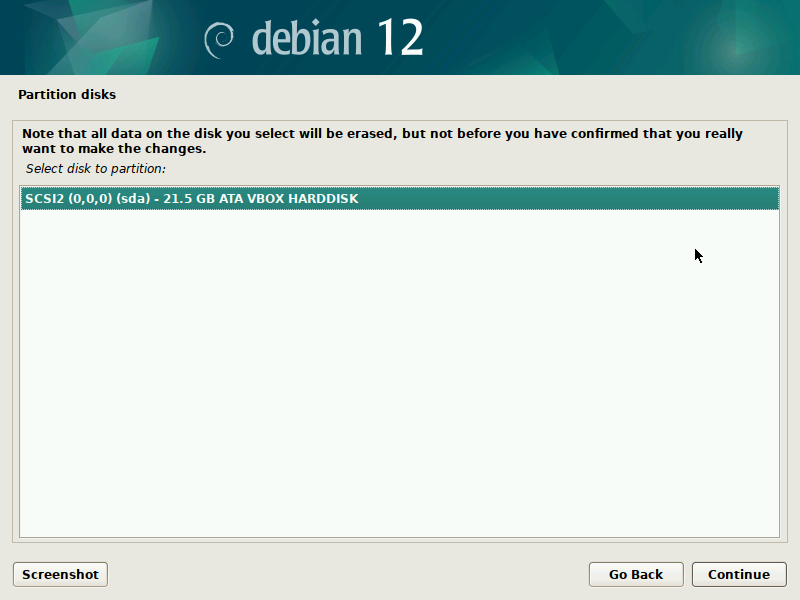 debian 12
Partition disks
Note that all data on the disk you select will be erased, but not before you have confirmed that you really
want to make the changes.
Select disk to partition:
SCSI2 (0,0,0) (sda) - 21.5 GB ATA VBOX HARDDISK
Screenshot
Go Back
Continue